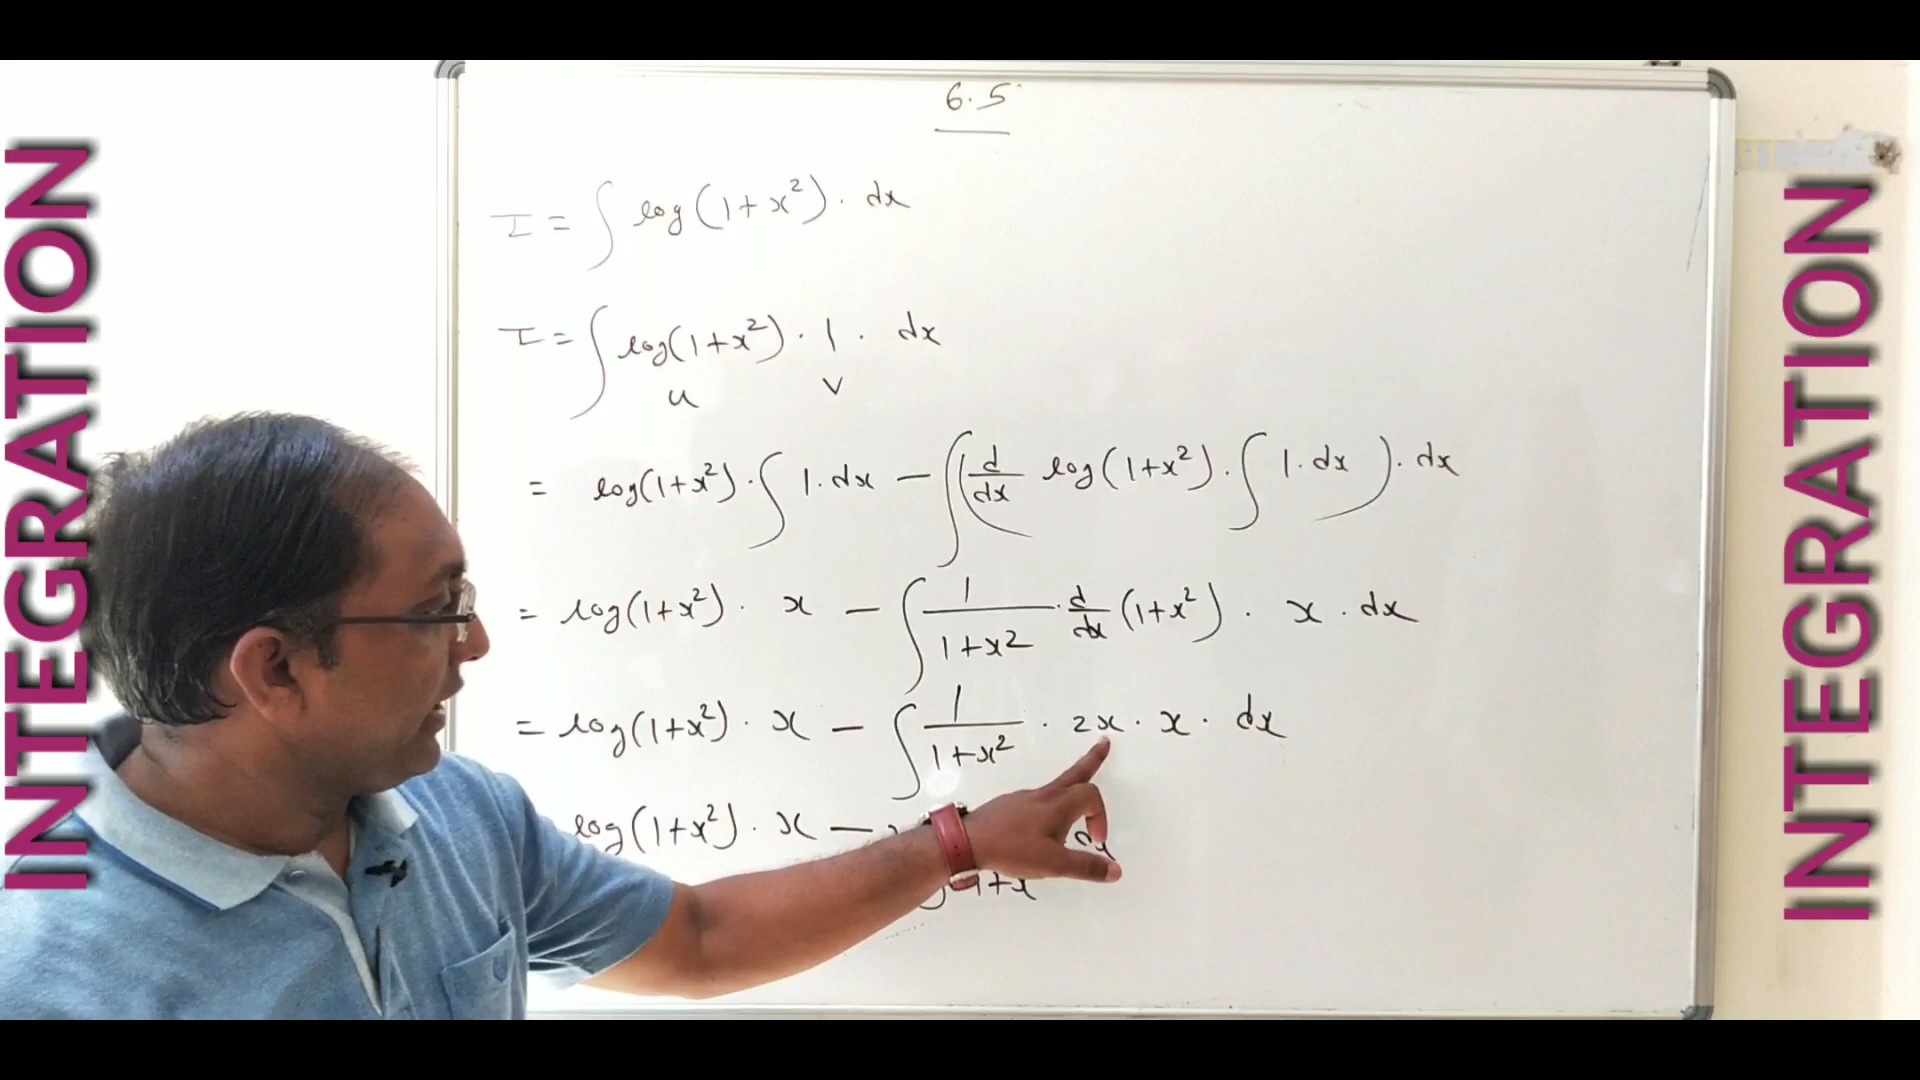 INTEGRATION
6.5
I = ∫ log(1+x²) . dx
I = ∫ log(1+x²) . 1 . dx
u v
= log(1+x²) . ∫ 1. dx − ∫ (d/dx log(1+x²) . ∫ 1. dx) . dx
= log(1+x²) . x − ∫ 1/(1+x²) . d/dx (1+x²) . x . dx
= log(1+x²) . x − ∫ 1/(1+x²) . 2x . x . dx
log(1+x²) . x −
INTEGRATION